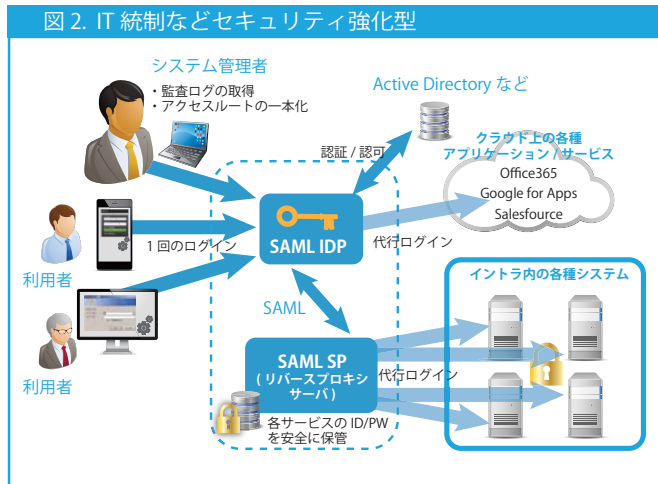 図 2. IT 統制などセキュリティ強化型
システム管理者
・監査ログの取得
・アクセスルートの一本化
Active Directory など
認証 / 認可
クラウド上の各種
アプリケーション / サービス
Office365
Google for Apps
Salesfource
利用者
1 回のログイン
SAML IDP
代行ログイン
利用者
SAML
イントラ内の各種システム
SAML SP
( リバースプロキシ
サーバ )
代行ログイン
各サービスの ID/PW
を安全に保管